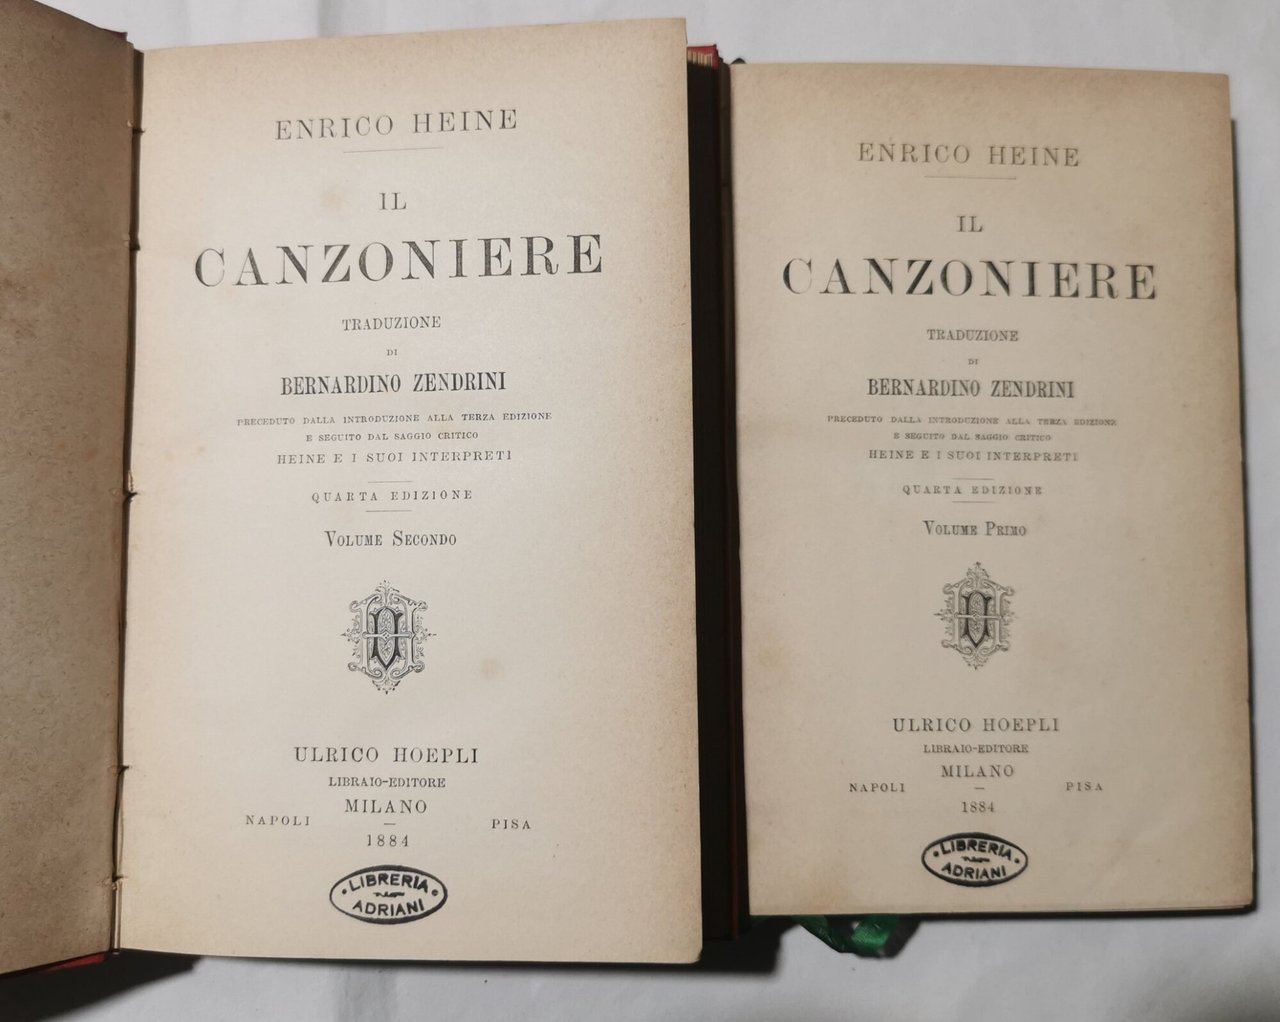 ENRICO HEINE
IL
CANZONIERE
TRADUZIONE
DI
BERNARDINO ZENDRINI
PRECEDUTO DALLA INTRODUZIONE ALLA TERZA EDIZIONE
E SEGUITO DAL SAGGIO CRITICO
HEINE E I SUOI INTERPRETI
QUARTA EDIZIONE
VOLUME SECONDO
ULRICO HOEPLI
LIBRAIO-EDITORE
MILANO
NAPOLI — PISA
1884
LIBRERIA
ADRIANI
ENRICO HEINE
IL
CANZONIERE
TRADUZIONE
DI
BERNARDINO ZENDRINI
PRECEDUTO DALLA INTRODUZIONE ALLA TERZA EDIZIONE
E SEGUITO DAL SAGGIO CRITICO
HEINE E I SUOI INTERPRETI
QUARTA EDIZIONE
VOLUME PRIMO
ULRICO HOEPLI
LIBRAIO-EDITORE
MILANO
NAPOLI — PISA
1884
LIBRERIA
ADRIANI